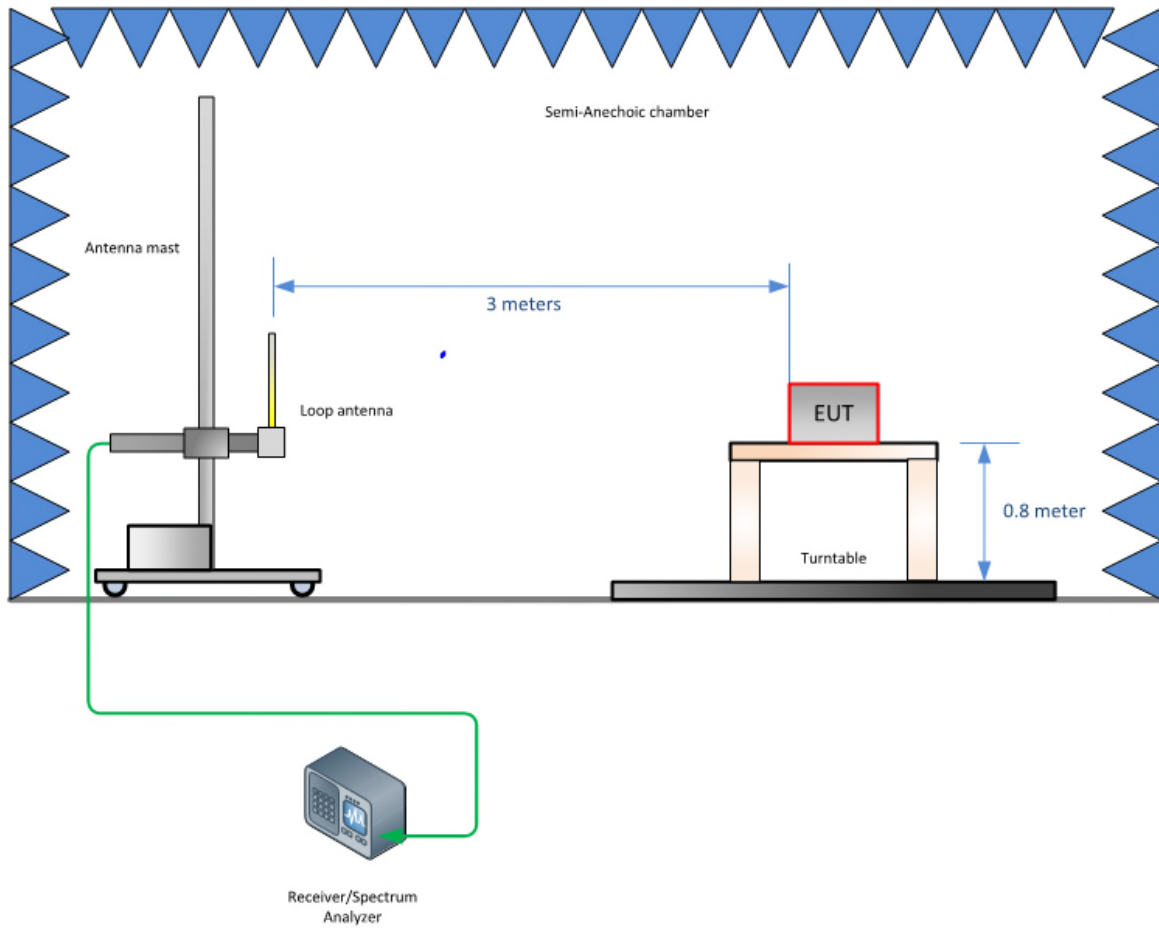 Semi-Anechoic chamber
Antenna mast
3 meters
Loop antenna
EUT
0.8 meter
Turntable
Receiver/Spectrum
Analyzer